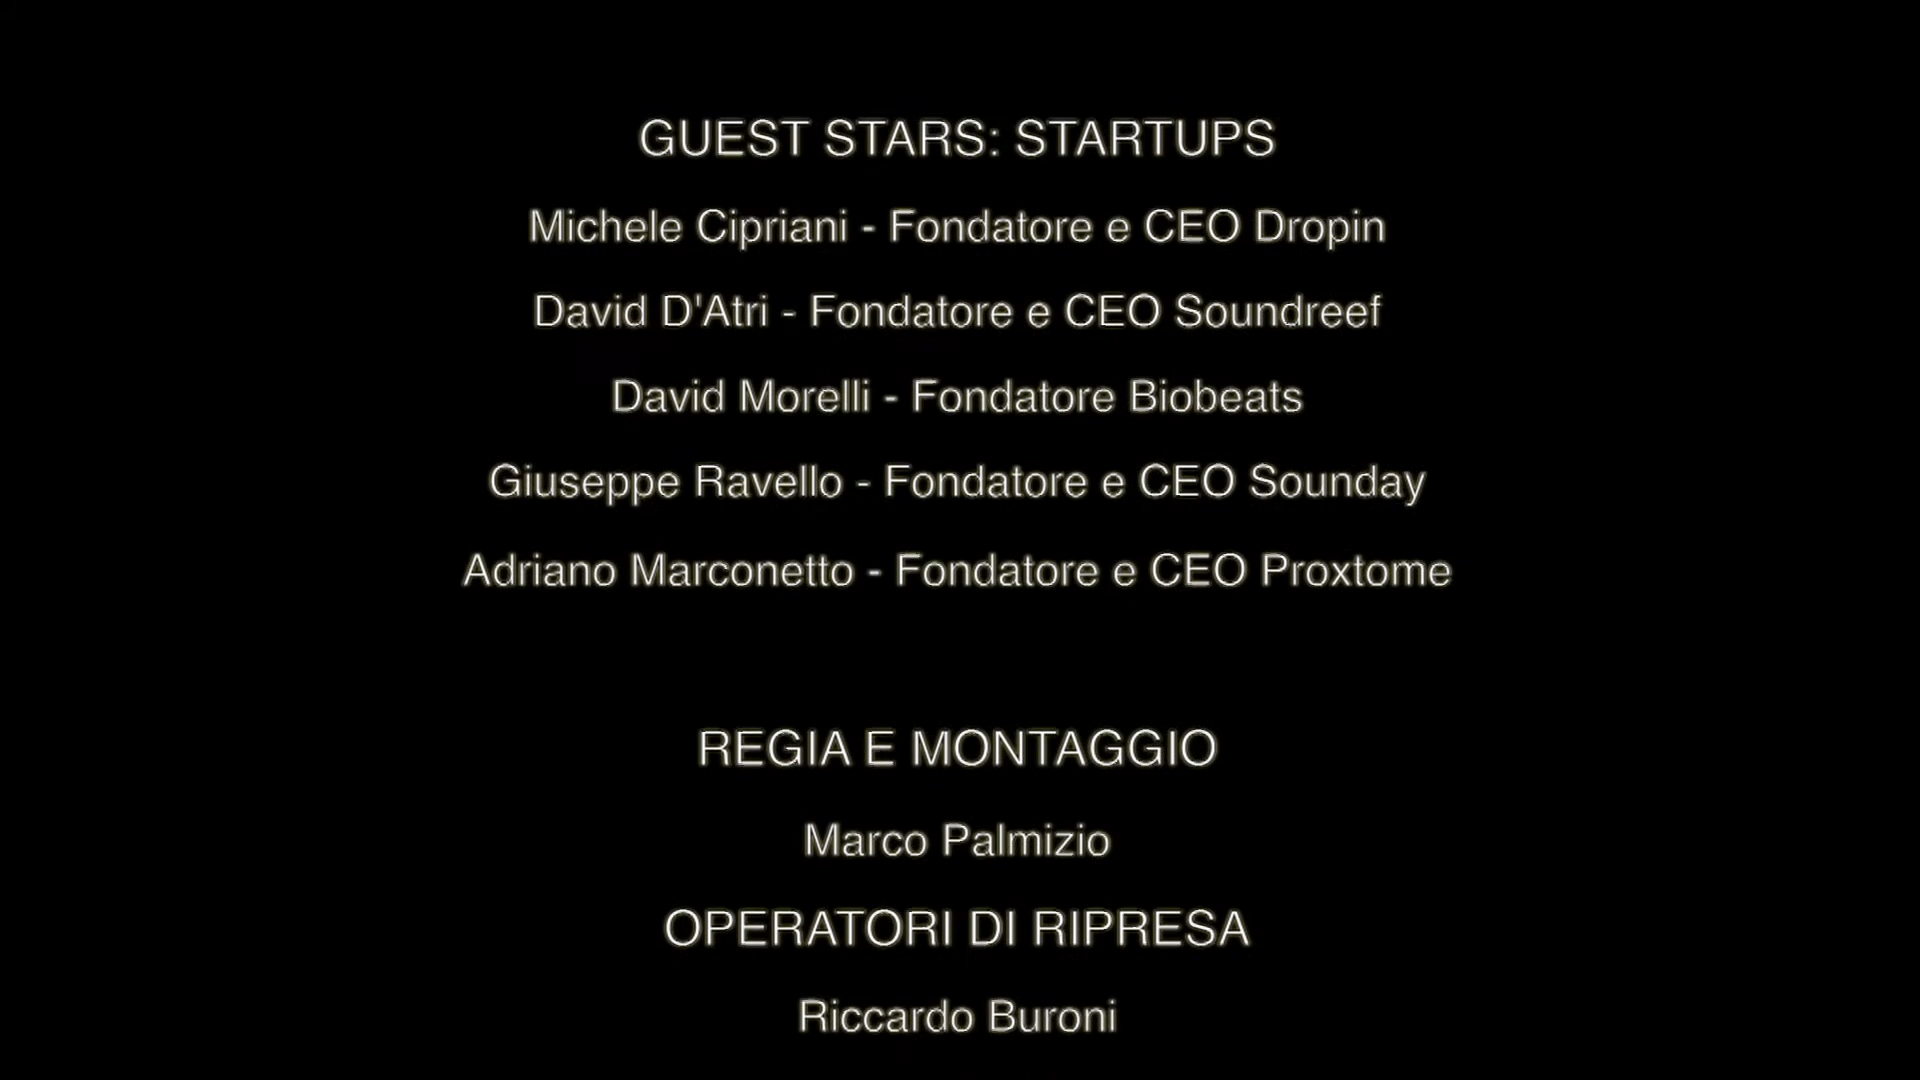 GUEST STARS: STARTUPS
Michele Cipriani - Fondatore e CEO Dropin
David D'Atri - Fondatore e CEO Soundreef
David Morelli - Fondatore Biobeats
Giuseppe Ravello - Fondatore e CEO Sounday
Adriano Marconetto - Fondatore e CEO Proxtome
REGIA E MONTAGGIO
Marco Palmizio
OPERATORI DI RIPRESA
Riccardo Buroni